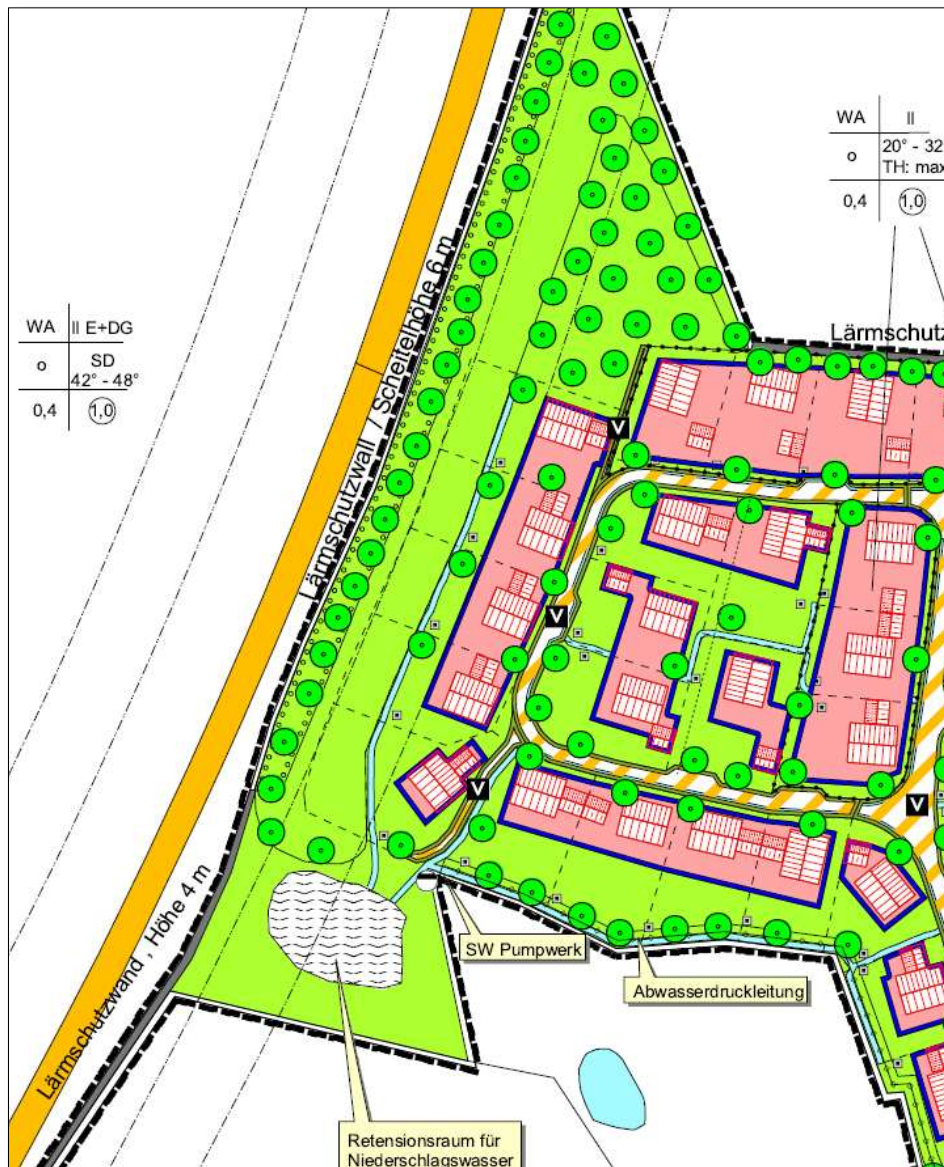 WA II
o 20° - 32
TH: max
0,4 1,0
Lärmschutzwall / Scheitelhöhe 6 m
WA II E+DG
o SD
42° - 48°
0,4 1,0
Lärmschutz
V
V
V
V
Lärmschutzwand , Höhe 4 m
SW Pumpwerk
Abwasserdruckleitung
Retensionsraum für
Niederschlagswasser